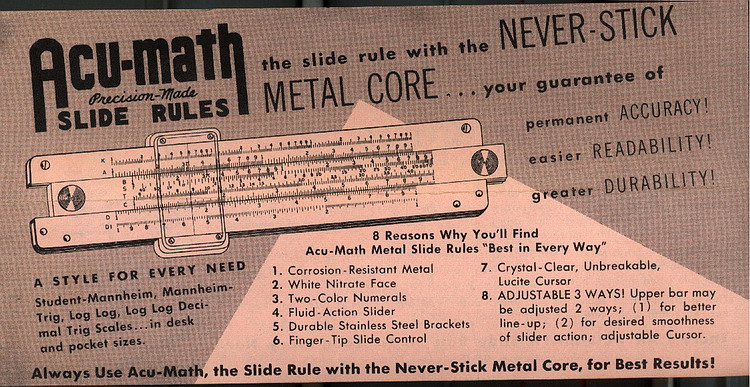 Acu-math
Precision-Made
SLIDE RULES
the slide rule with the NEVER-STICK
METAL CORE... your guarantee of
permanent ACCURACY!
easier READABILITY!
greater DURABILITY!
K
A
B
S
C
D
DI
A STYLE FOR EVERY NEED
Student-Mannheim, Mannheim-
Trig, Log Log, Log Log Deci-
mal Trig Scales...in desk
and pocket sizes.
8 Reasons Why You'll Find
Acu-Math Metal Slide Rules "Best in Every Way"
1. Corrosion-Resistant Metal
2. White Nitrate Face
3. Two-Color Numerals
4. Fluid-Action Slider
5. Durable Stainless Steel Brackets
6. Finger-Tip Slide Control
7. Crystal-Clear, Unbreakable,
Lucite Cursor
8. ADJUSTABLE 3 WAYS! Upper bar may
be adjusted 2 ways; (1) for better
line-up; (2) for desired smoothness
of slider action; adjustable Cursor.
Always Use Acu-Math, the Slide Rule with the Never-Stick Metal Core, for Best Results!